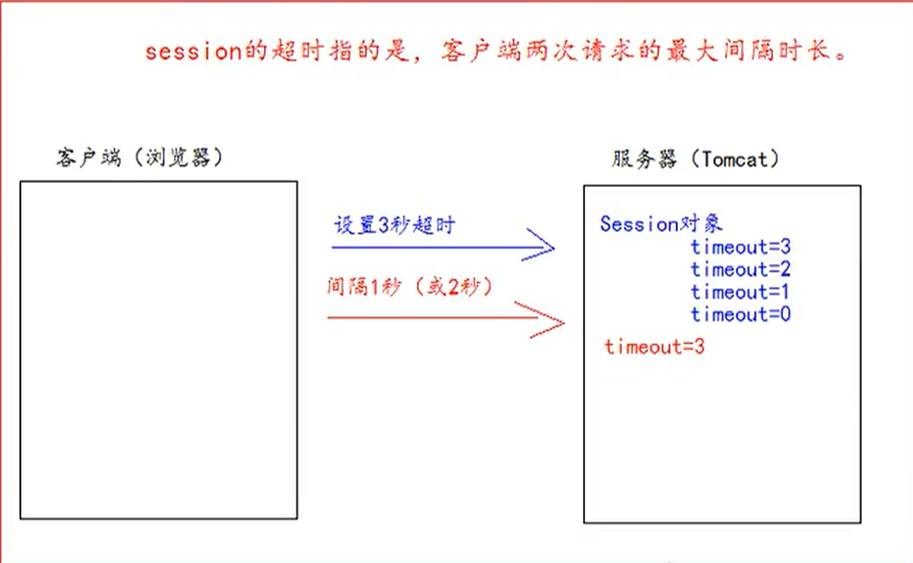 session的超时指的是，客户端两次请求的最大间隔时长。
客户端（浏览器）
服务器（Tomcat）
设置3秒超时
间隔1秒（或2秒）
Session对象
timeout=3
timeout=2
timeout=1
timeout=0
timeout=3